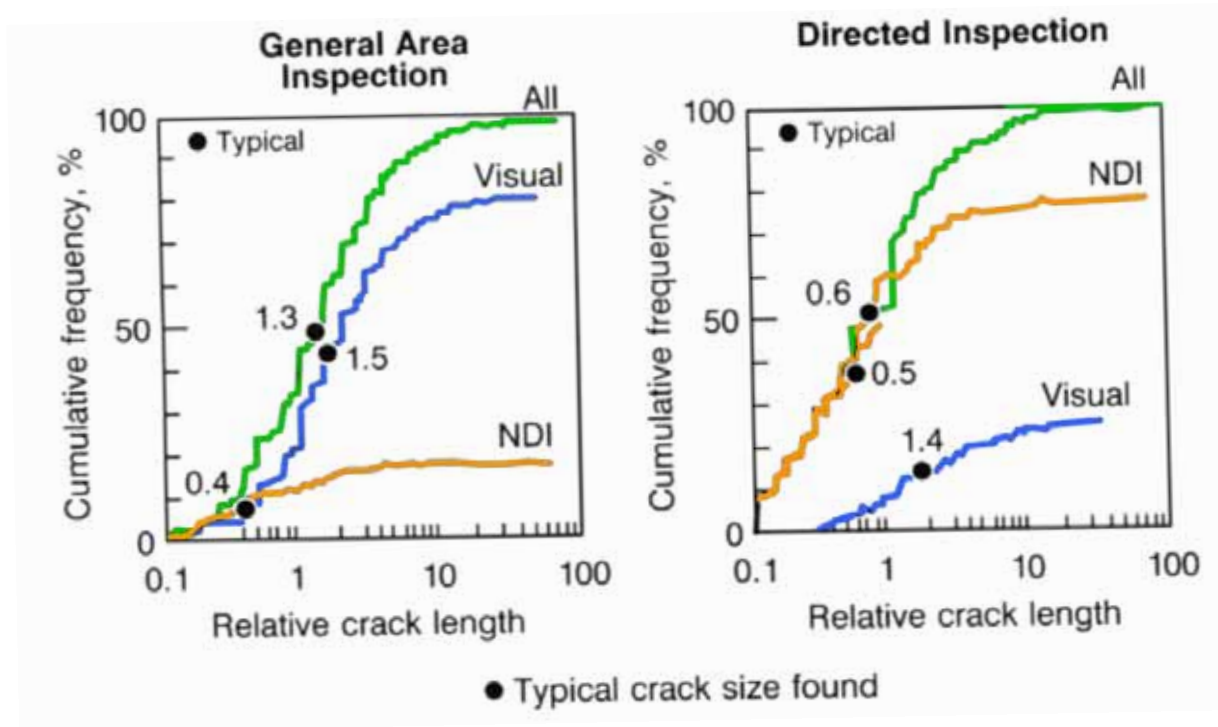 General Area
Inspection
All
100
Typical
Visual
Cumulative frequency, %
1.3
50
1.5
NDI
0.4
0
0.1 1 10 100
Relative crack length
Directed Inspection
All
100
Typical
NDI
Cumulative frequency, %
0.6
50
0.5
Visual
1.4
0
0.1 1 10 100
Relative crack length
Typical crack size found